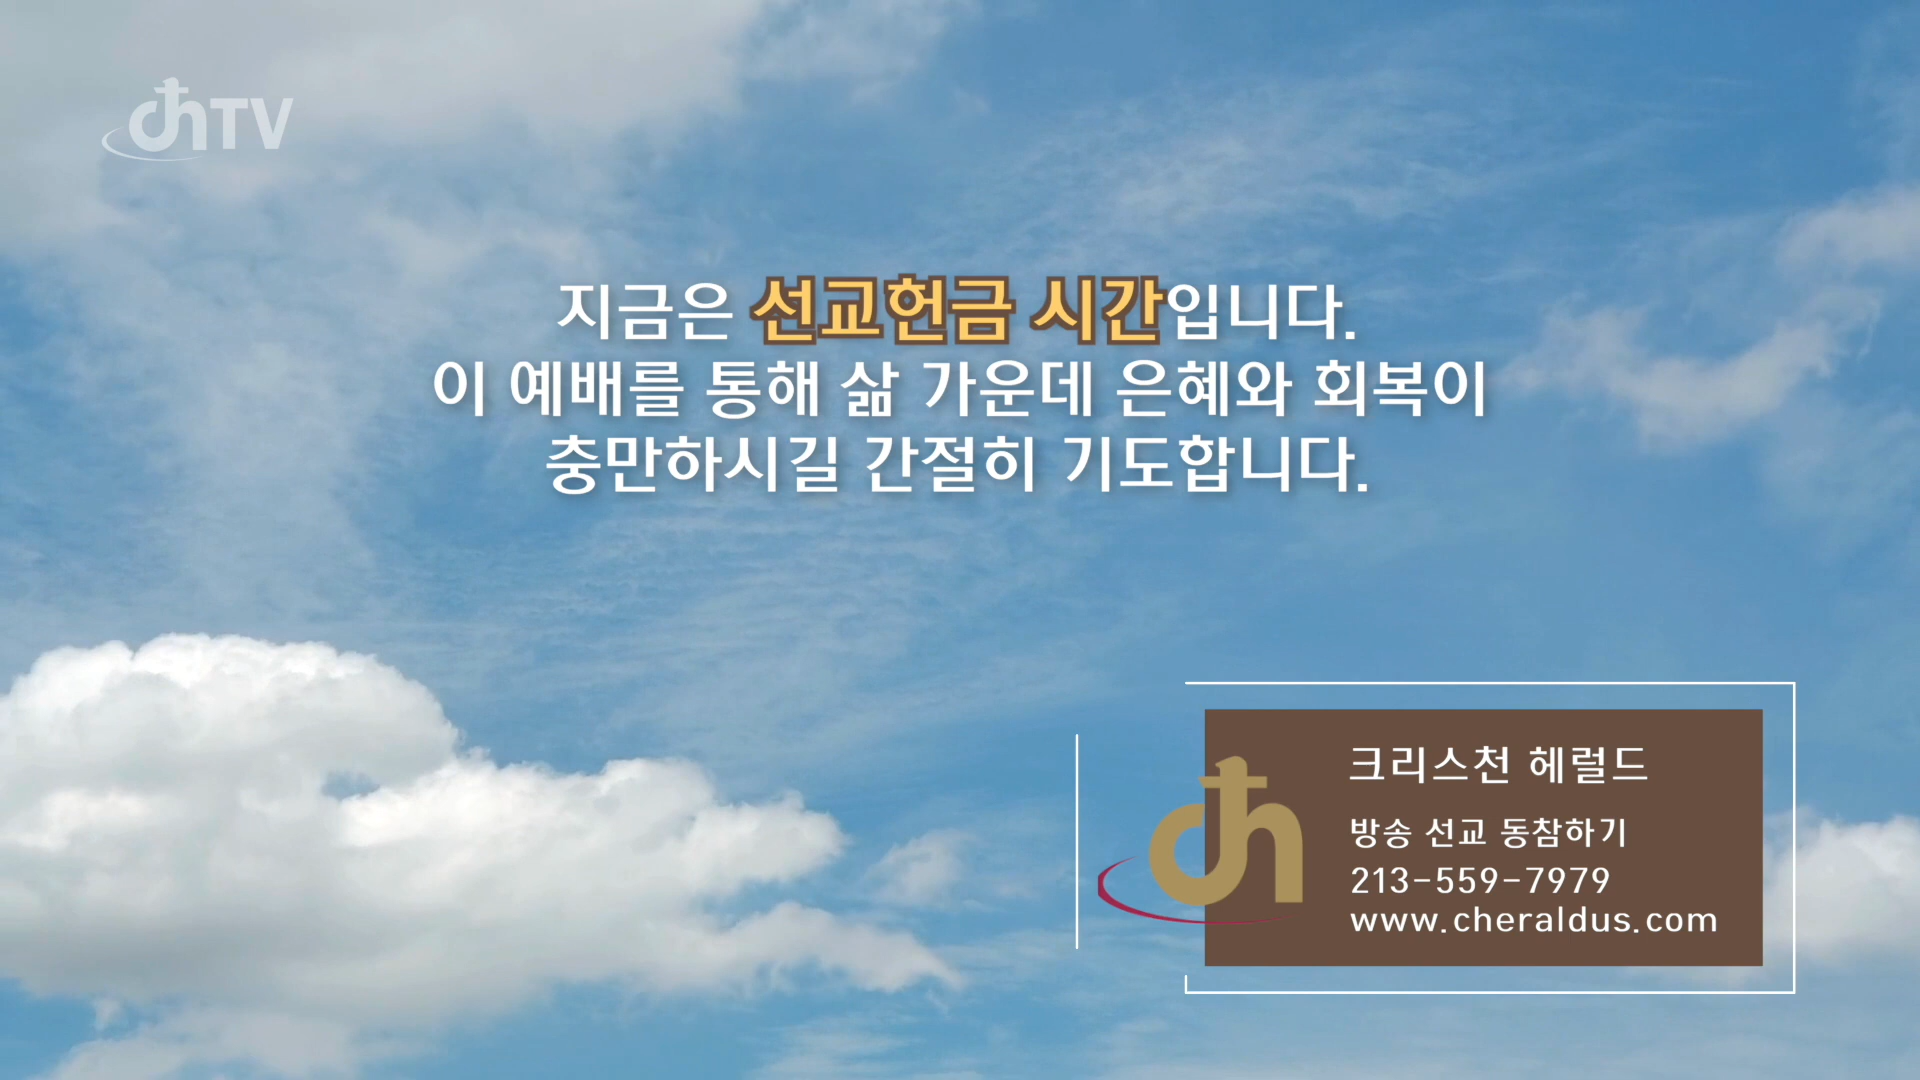 chTV
지금은 선교헌금 시간입니다.
이 예배를 통해 삶 가운데 은혜와 회복이
충만하시길 간절히 기도합니다.
ch
크리스천 헤럴드
방송 선교 동참하기
213-559-7979
www.cheraldus.com